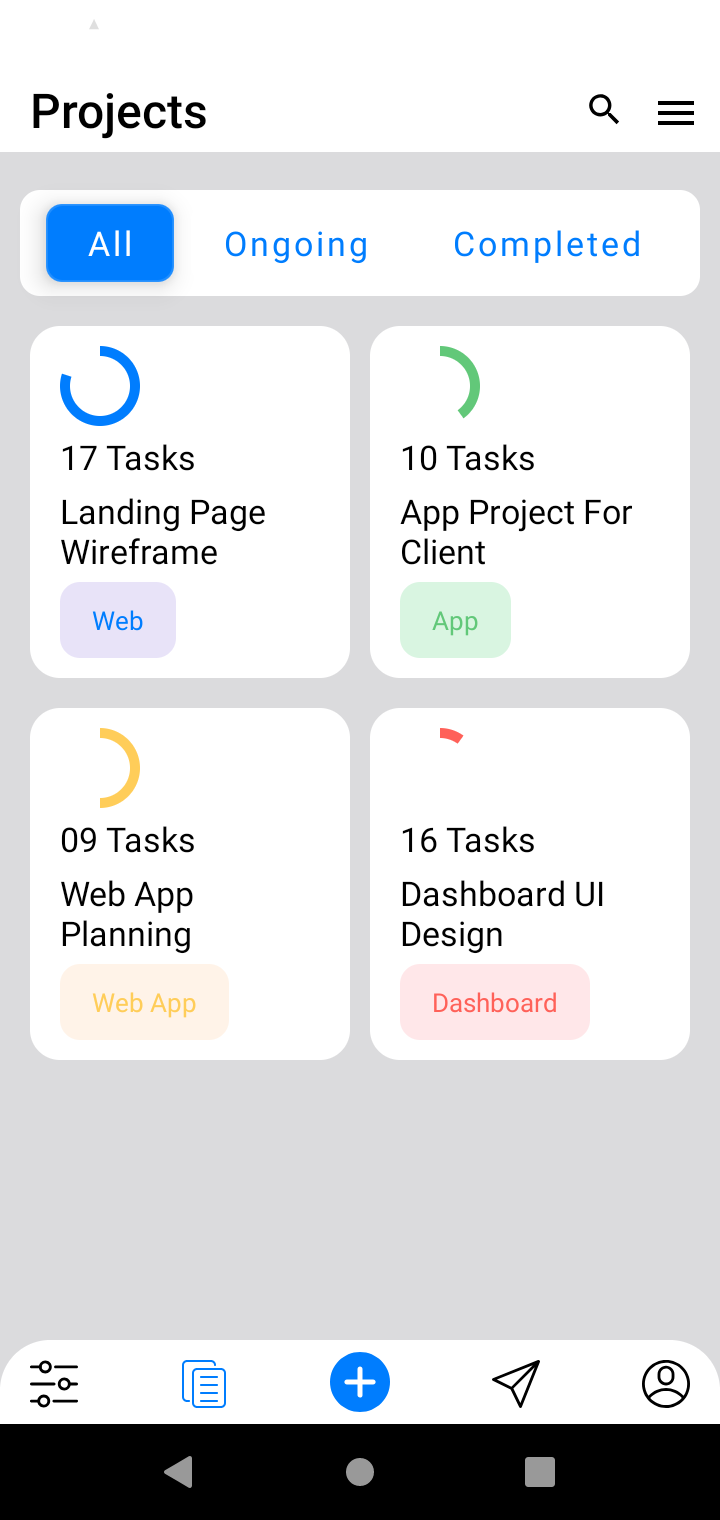 Projects
All
Ongoing
Completed
17 Tasks
Landing Page
Wireframe
Web
10 Tasks
App Project For
Client
App
09 Tasks
Web App
Planning
Web App
16 Tasks
Dashboard UI
Design
Dashboard